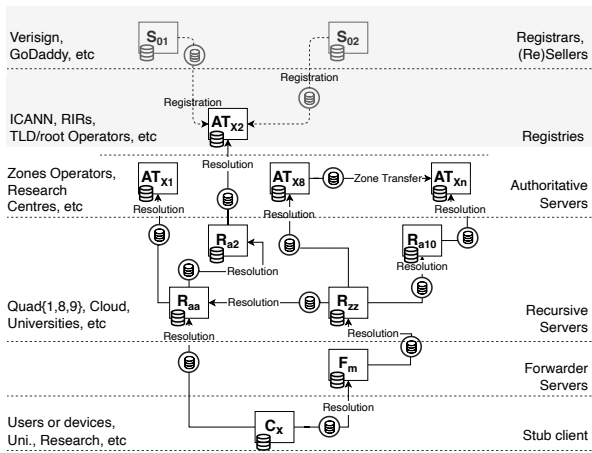 Verisign,
GoDaddy, etc
S01
S02
Registrars,
(Re)Sellers
Registration
Registration
ICANN, RIRs,
TLD/root Operators, etc
ATX2
Registries
Resolution
Zones Operators,
Research
Centres, etc
ATX1
ATX8
Zone Transfer
ATXn
Authoritative
Servers
Resolution
Resolution
Resolution
Ra2
Ra10
Resolution
Resolution
Quad{1,8,9}, Cloud,
Universities, etc
Raa
Resolution
Rzz
Recursive
Servers
Resolution
Resolution
Fm
Forwarder
Servers
Resolution
Users or devices,
Uni., Research, etc
Cx
Stub client